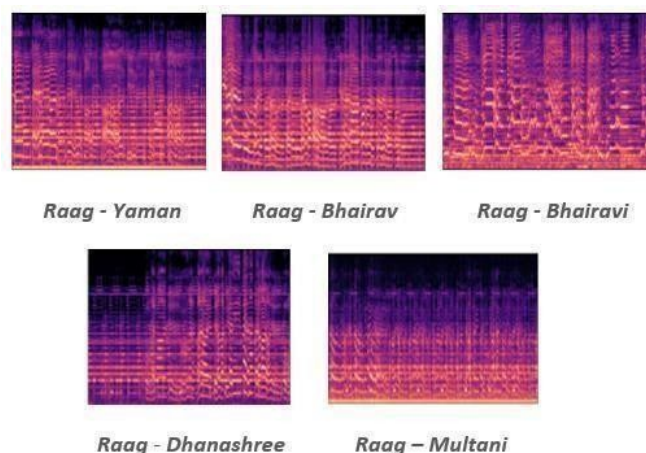 Raag - Yaman
Raag - Bhairav
Raag - Bhairavi
Raag - Dhanashree
Raag – Multani